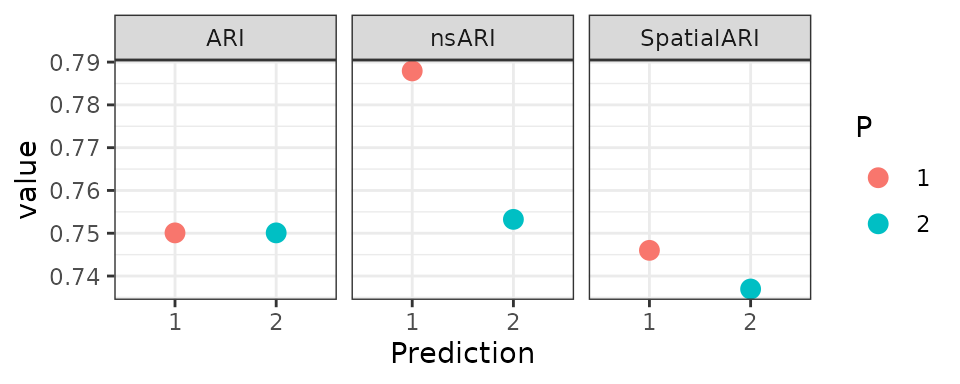 ARI
nsARI
SpatialARI
0.79
0.78
0.77
0.76
0.75
0.74
value
1 2
1 2
1 2
Prediction
P
1
2